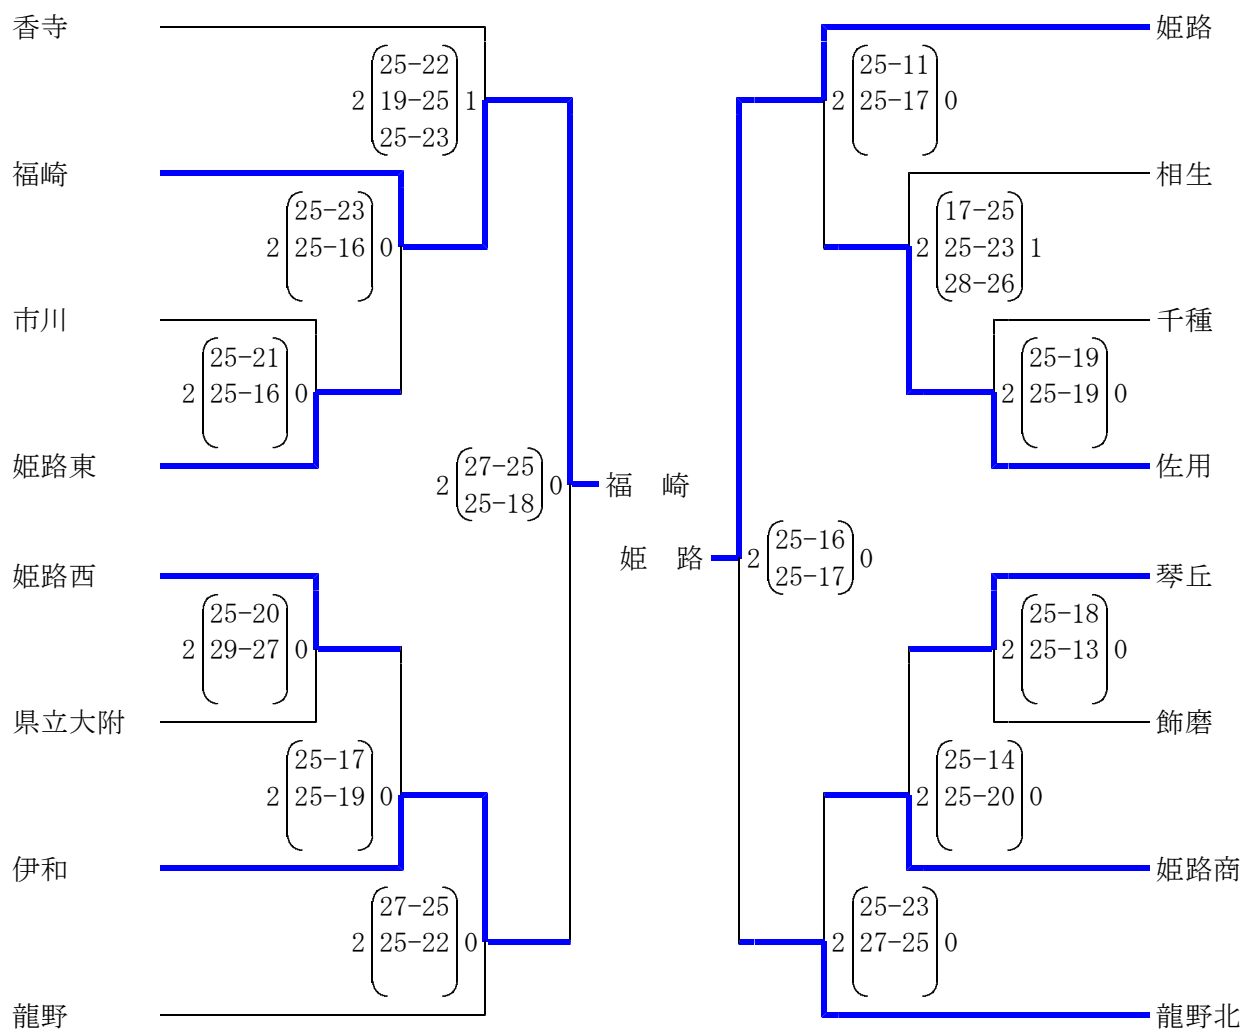 香寺
25-22
2 19-25 1
25-23
福崎
25-23
2 25-16 0
市川
25-21
2 25-16 0
姫路東
27-25
2 0
25-18
福　崎
姫路西
25-20
2 29-27 0
県立大附
25-17
2 25-19 0
伊和
27-25
2 25-22 0
龍野
姫路
25-11
2 25-17 0
相生
17-25
2 25-23 1
28-26
千種
25-19
2 25-19 0
佐用
姫　路
25-16
2 0
25-17
琴丘
25-18
2 25-13 0
飾磨
25-14
2 25-20 0
姫路商
25-23
2 27-25 0
龍野北